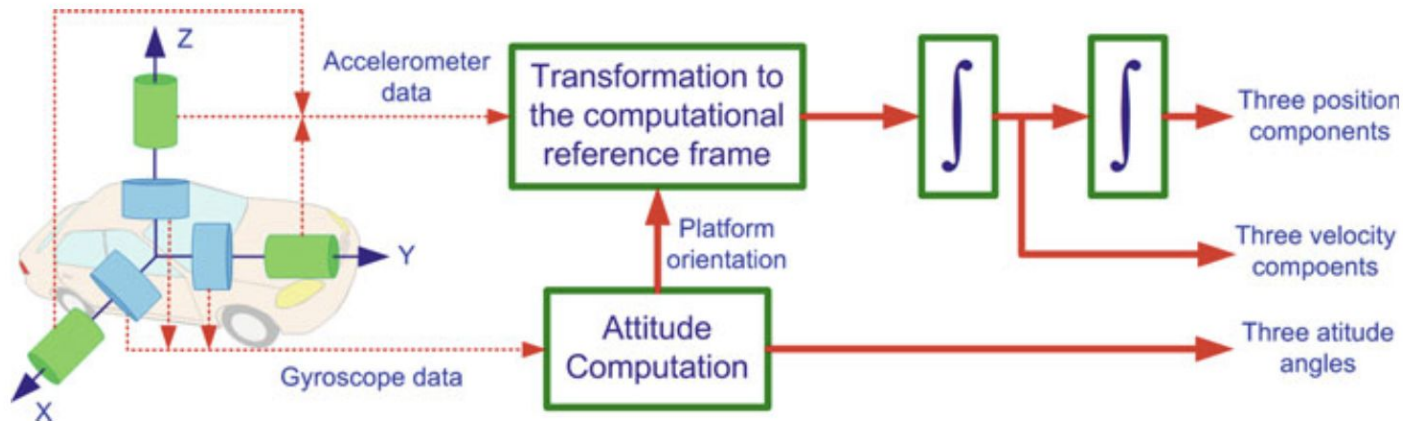 Z
Accelerometer
data
Transformation to
the computational
reference frame
∫
∫
Three position
components
Platform
orientation
Y
Three velocity
compoents
Attitude
Computation
Three atitude
angles
Gyroscope data
X